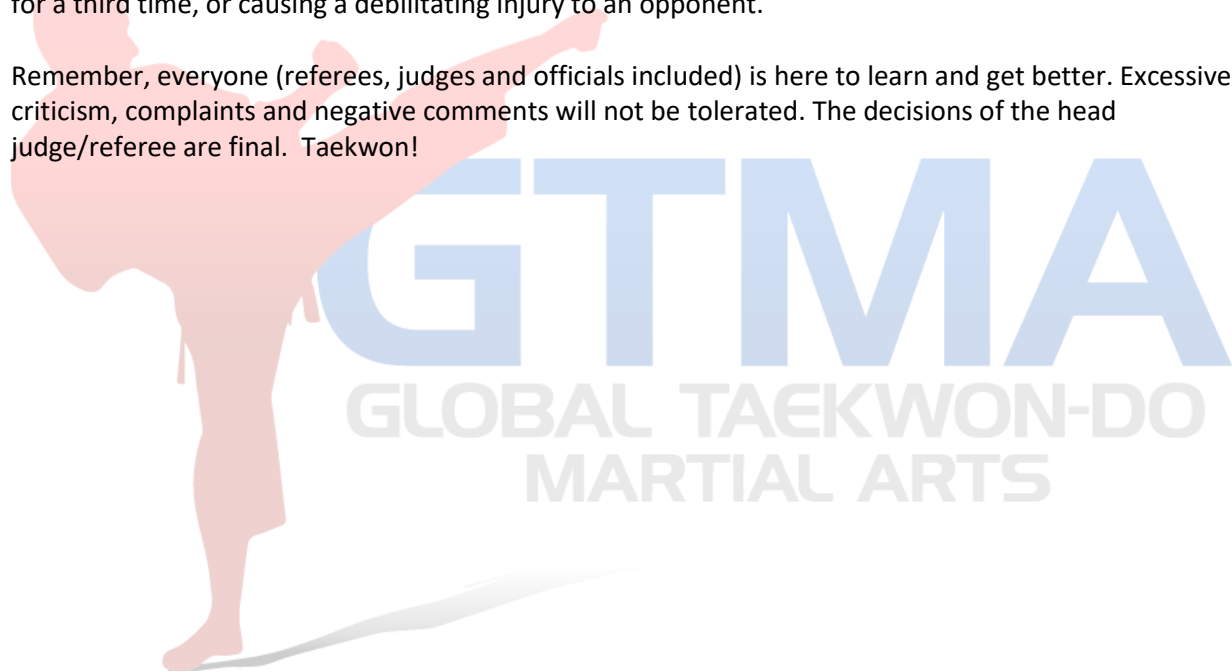 for a third time, or causing a debilitating injury to an opponent.
Remember, everyone (referees, judges and officials included) is here to learn and get better. Excessive
criticism, complaints and negative comments will not be tolerated. The decisions of the head
judge/referee are final.  Taekwon!
GTMA
GLOBAL TAEKWON-DO
MARTIAL ARTS